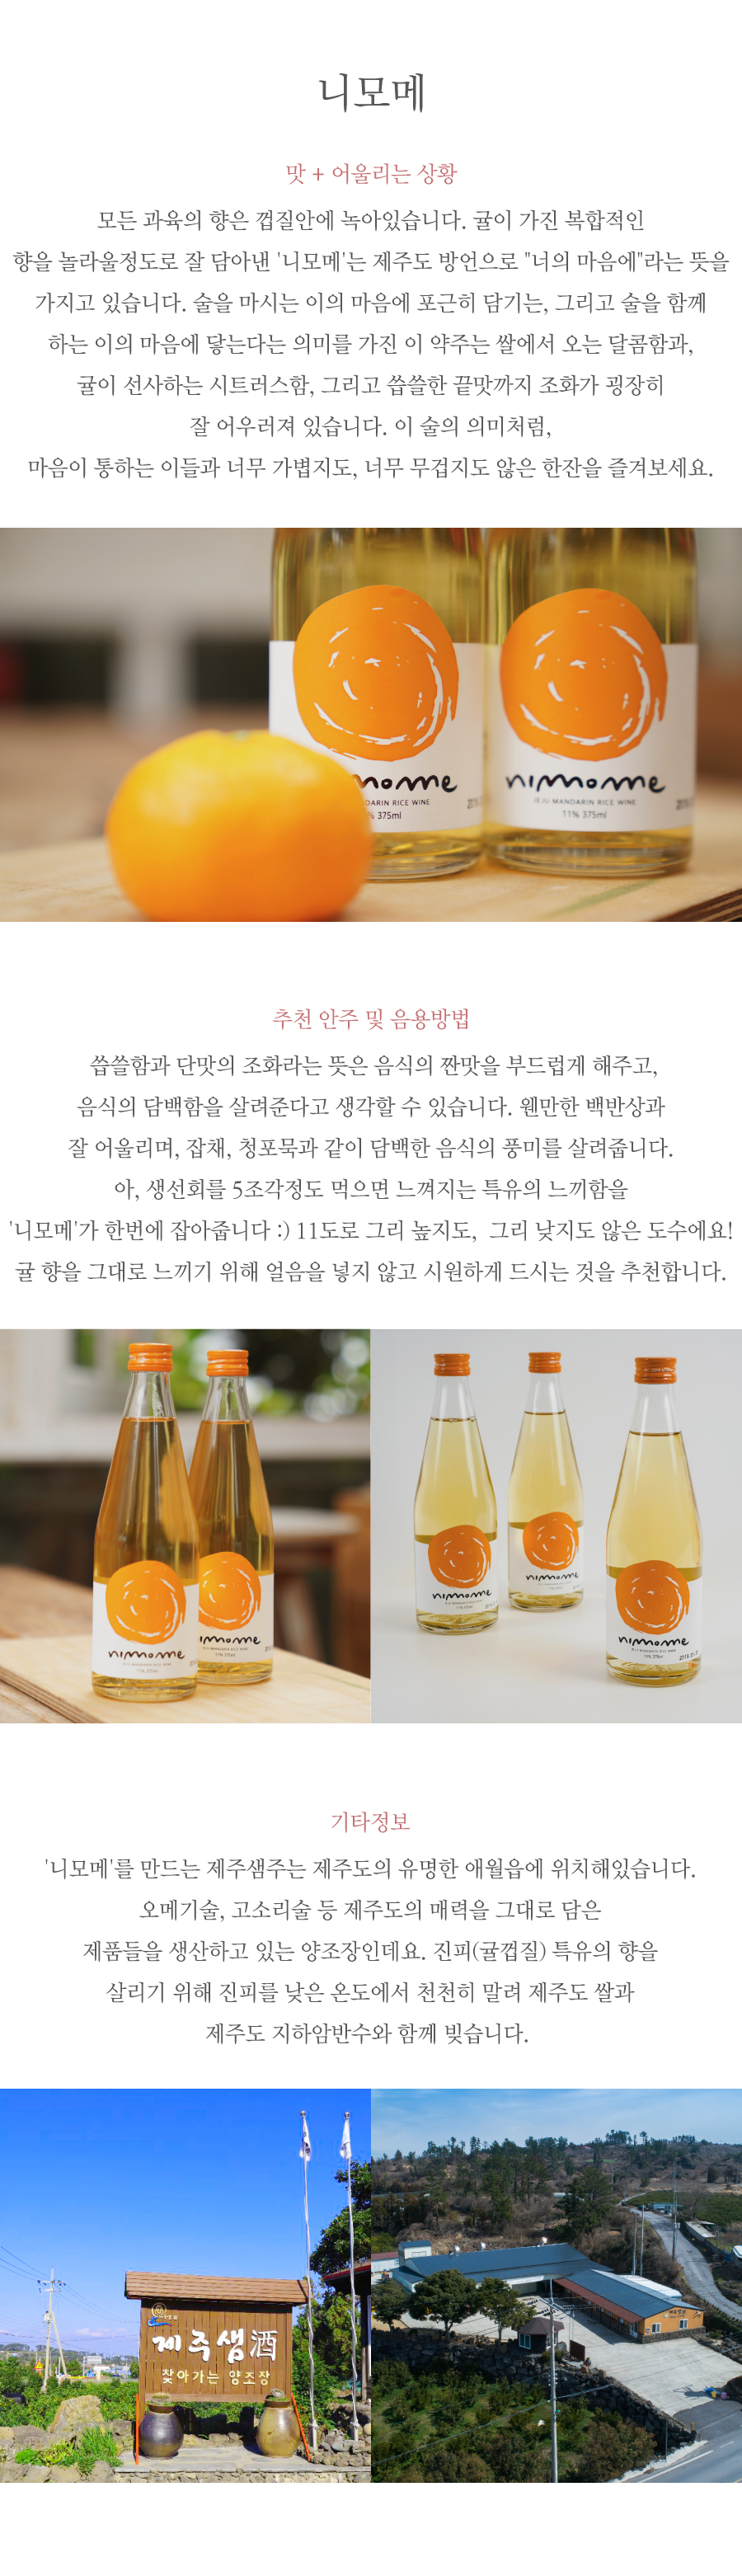 니모메
맛 + 어울리는 상황
모든 과육의 향은 껍질안에 녹아있습니다. 귤이 가진 복합적인
향을 놀라울정도로 잘 담아낸 '니모메'는 제주도 방언으로 "너의 마음에"라는 뜻을
가지고 있습니다. 술을 마시는 이의 마음에 포근히 담기는, 그리고 술을 함께
하는 이의 마음에 닿는다는 의미를 가진 이 약주는 쌀에서 오는 달콤함과,
귤이 선사하는 시트러스함, 그리고 씁쓸한 끝맛까지 조화가 굉장히
잘 어우러져 있습니다. 이 술의 의미처럼,
마음이 통하는 이들과 너무 가볍지도, 너무 무겁지도 않은 한잔을 즐겨보세요.
nimome
JEJU MANDARIN RICE WINE
11% 375ml
추천 안주 및 음용방법
씁쓸함과 단맛의 조화라는 뜻은 음식의 짠맛을 부드럽게 해주고,
음식의 담백함을 살려준다고 생각할 수 있습니다. 웬만한 백반상과
잘 어울리며, 잡채, 청포묵과 같이 담백한 음식의 풍미를 살려줍니다.
아, 생선회를 5조각정도 먹으면 느껴지는 특유의 느끼함을
'니모메'가 한번에 잡아줍니다 :) 11도로 그리 높지도, 그리 낮지도 않은 도수에요!
귤 향을 그대로 느끼기 위해 얼음을 넣지 않고 시원하게 드시는 것을 추천합니다.
nimome
JEJU MANDARIN RICE WINE
11% 375ml
nimome
nimome
nimome
기타정보
'니모메'를 만드는 제주샘주는 제주도의 유명한 애월읍에 위치해있습니다.
오메기술, 고소리술 등 제주도의 매력을 그대로 담은
제품들을 생산하고 있는 양조장인데요. 진피(귤껍질) 특유의 향을
살리기 위해 진피를 낮은 온도에서 천천히 말려 제주도 쌀과
제주도 지하암반수와 함께 빚습니다.
제주샘酒
찾아가는 양조장